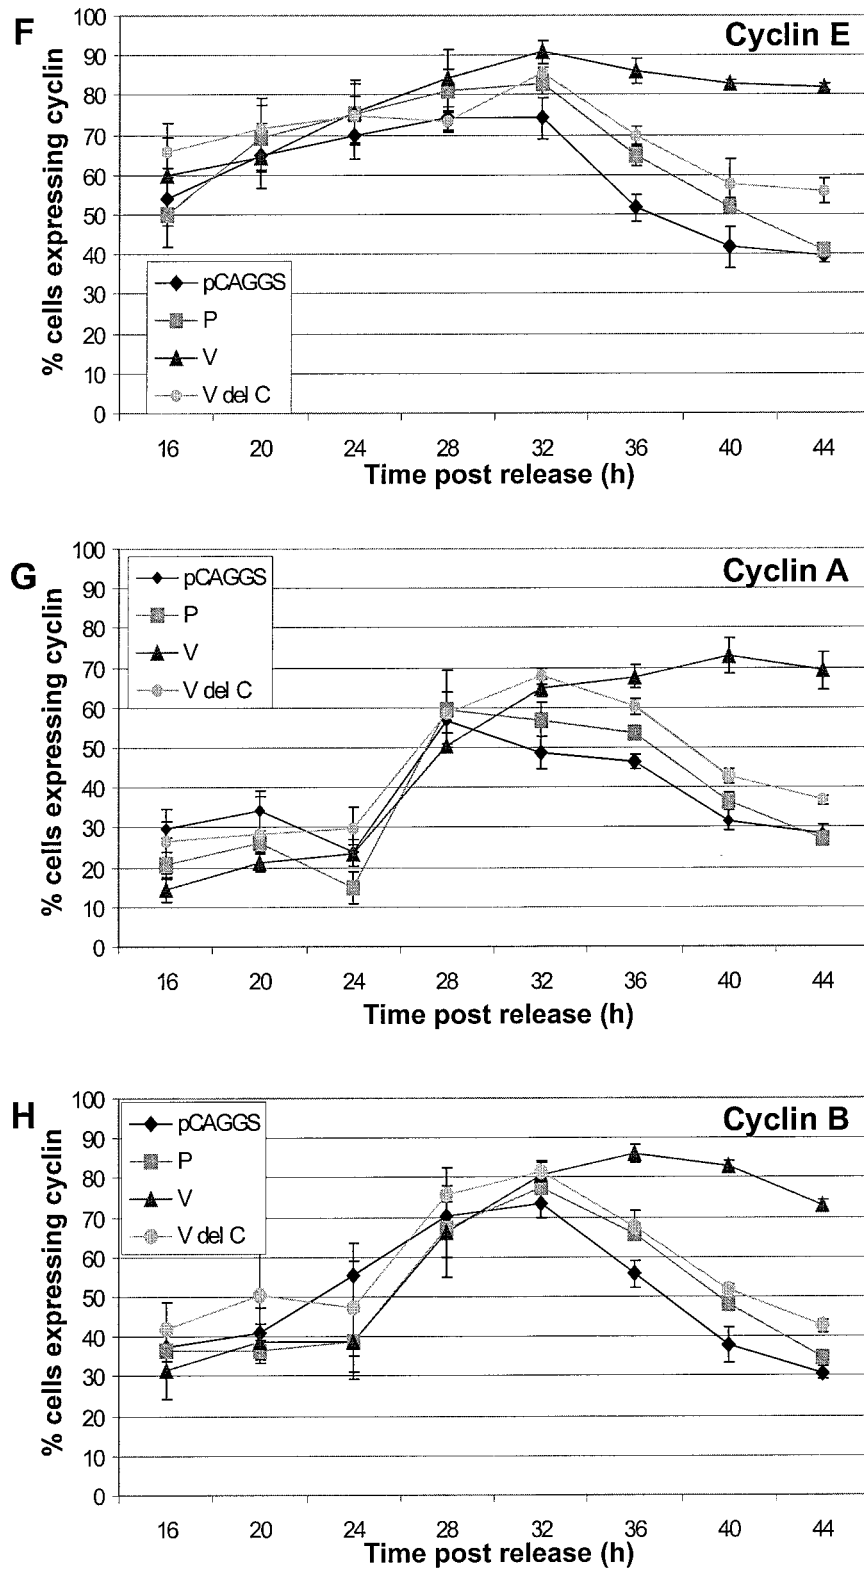 F
Cyclin E
% cells expressing cyclin
100
90
80
70
60
50
40
30
20
10
0
pCAGGS
P
V
V del C
16 20 24 28 32 36 40 44
Time post release (h)
G
Cyclin A
% cells expressing cyclin
100
90
80
70
60
50
40
30
20
10
0
pCAGGS
P
V
V del C
16 20 24 28 32 36 40 44
Time post release (h)
H
Cyclin B
% cells expressing cyclin
100
90
80
70
60
50
40
30
20
10
0
pCAGGS
P
V
V del C
16 20 24 28 32 36 40 44
Time post release (h)